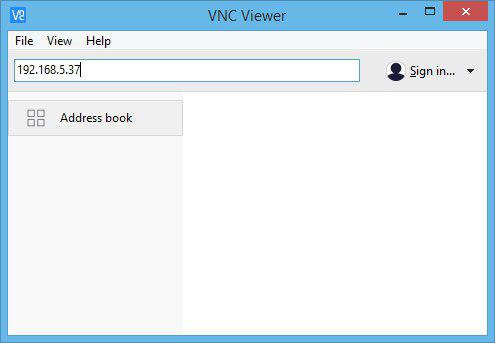 VNC Viewer
File View Help
192.168.5.37
Sign in...
Address book